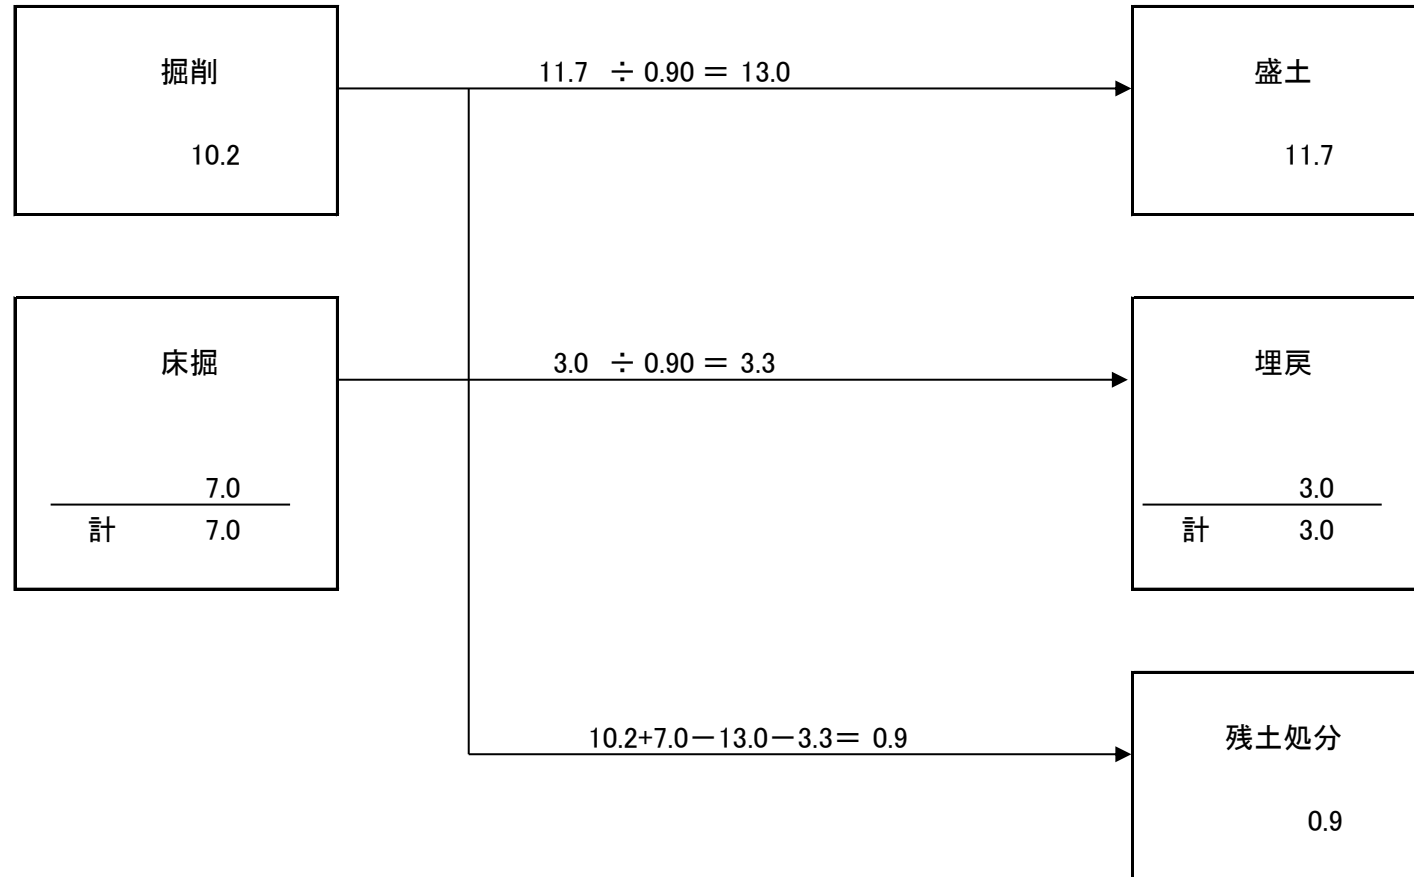 掘削
10.2
11.7 ÷ 0.90 = 13.0
盛土
11.7
床掘
7.0
計 7.0
3.0 ÷ 0.90 = 3.3
埋戻
3.0
計 3.0
10.2+7.0－13.0－3.3＝ 0.9
残土処分
0.9